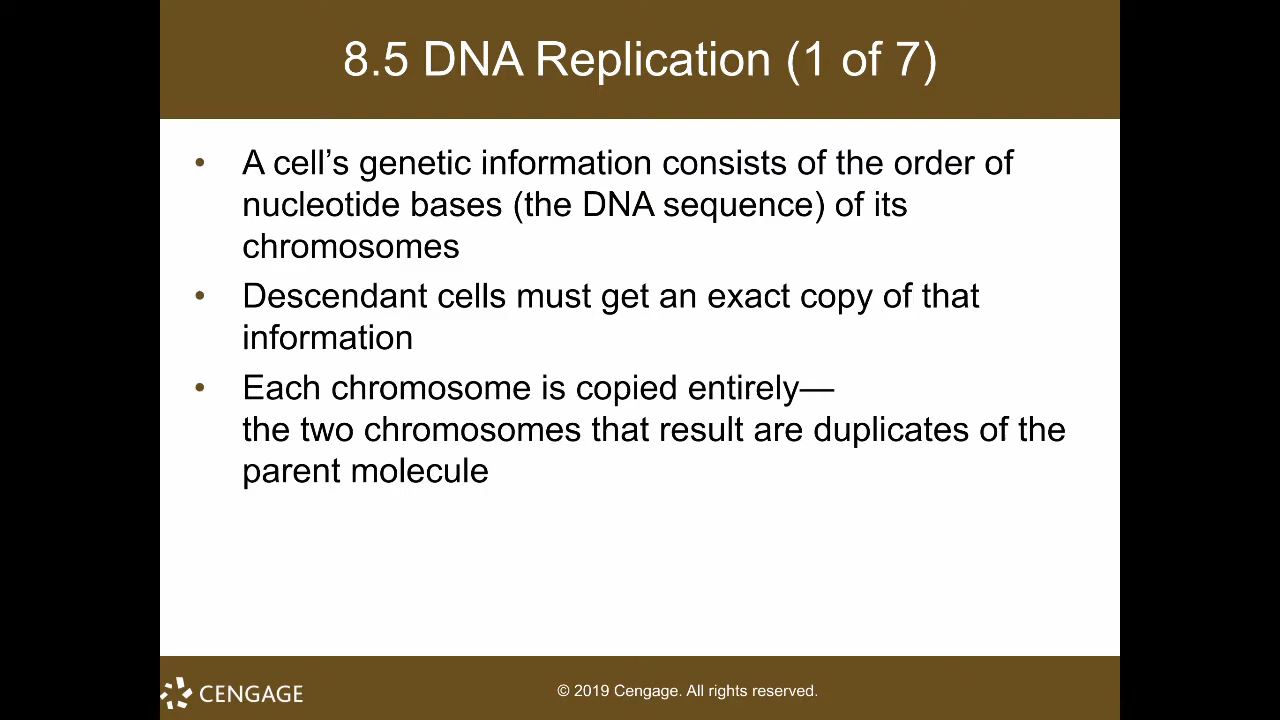 8.5 DNA Replication (1 of 7)
• A cell’s genetic information consists of the order of
nucleotide bases (the DNA sequence) of its
chromosomes
• Descendant cells must get an exact copy of that
information
• Each chromosome is copied entirely—
the two chromosomes that result are duplicates of the
parent molecule
CENGAGE
© 2019 Cengage. All rights reserved.